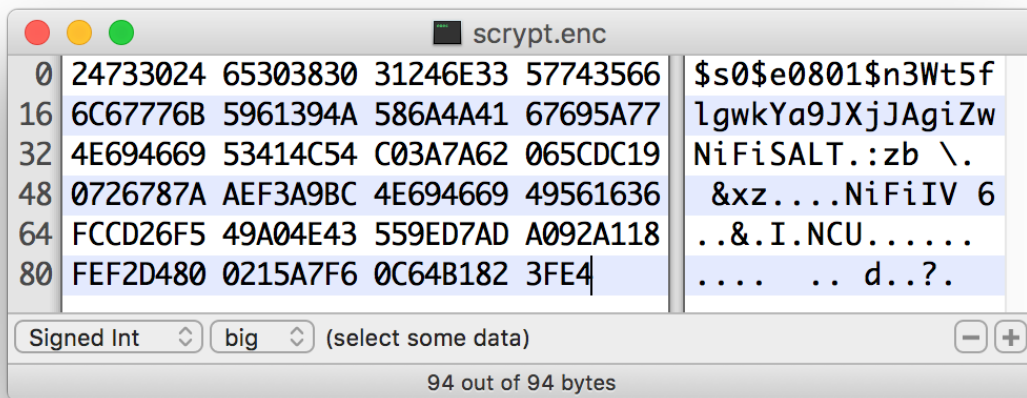 scrypt.enc
0 24733024 65303830 31246E33 57743566 $s0$e0801$n3Wt5f
16 6C67776B 5961394A 586A4A41 67695A77 lgwkYa9JXjJAgiZw
32 4E694669 53414C54 C03A7A62 065CDC19 NiFiSALT.:zb \.
48 0726787A AEF3A9BC 4E694669 49561636 &xz....NiFiIV 6
64 FCCD26F5 49A04E43 559ED7AD A092A118 ..&.I.NCU......
80 FEF2D480 0215A7F6 0C64B182 3FE4 .... .. d..?.
Signed Int big (select some data)
94 out of 94 bytes